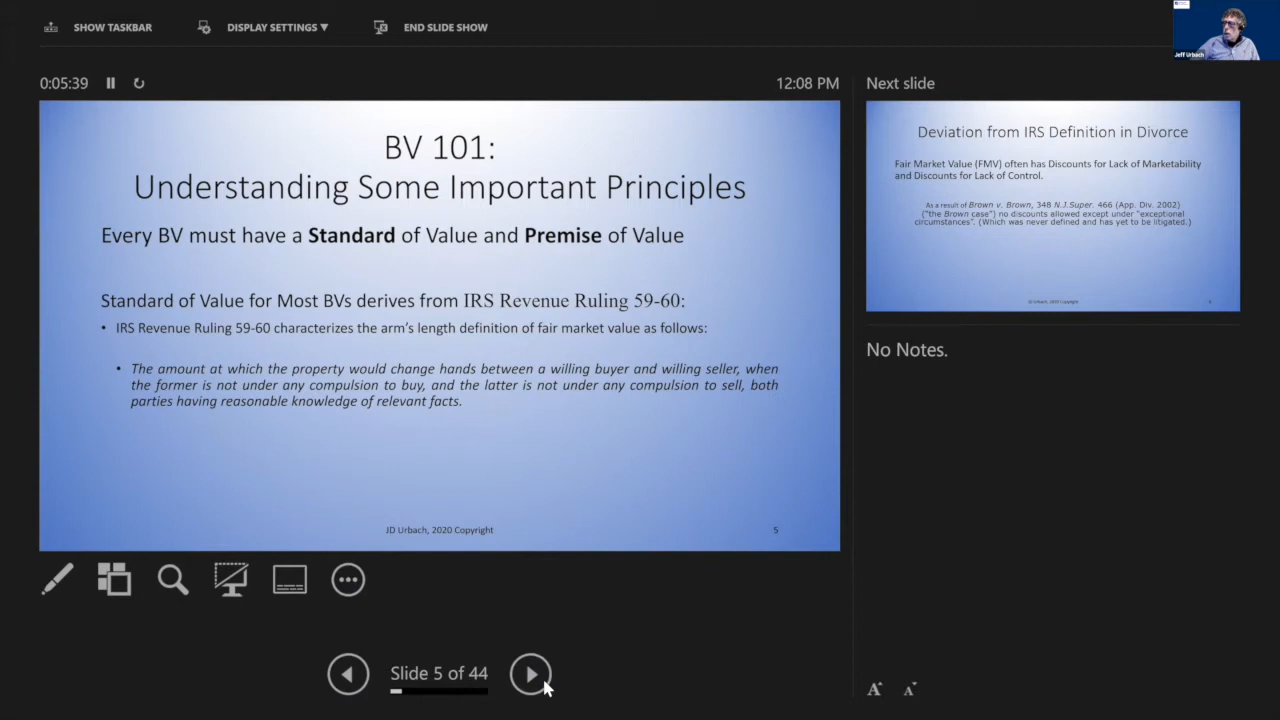 SHOW TASKBAR
DISPLAY SETTINGS ▼
END SLIDE SHOW
Jeff Urbach
0:05:39
12:08 PM
BV 101:
Understanding Some Important Principles
Every BV must have a Standard of Value and Premise of Value
Standard of Value for Most BVs derives from IRS Revenue Ruling 59-60:
• IRS Revenue Ruling 59-60 characterizes the arm's length definition of fair market value as follows:
• The amount at which the property would change hands between a willing buyer and willing seller, when
the former is not under any compulsion to buy, and the latter is not under any compulsion to sell, both
parties having reasonable knowledge of relevant facts.
JD Urbach, 2020 Copyright
5
Slide 5 of 44
Next slide
Deviation from IRS Definition in Divorce
Fair Market Value (FMV) often has Discounts for Lack of Marketability
and Discounts for Lack of Control.
As a result of Brown v. Brown, 348 N.J.Super. 466 (App. Div. 2002)
("the Brown case") no discounts allowed except under "exceptional
circumstances". (Which was never defined and has yet to be litigated.)
JD Urbach, 2020 Copyright
No Notes.
A A